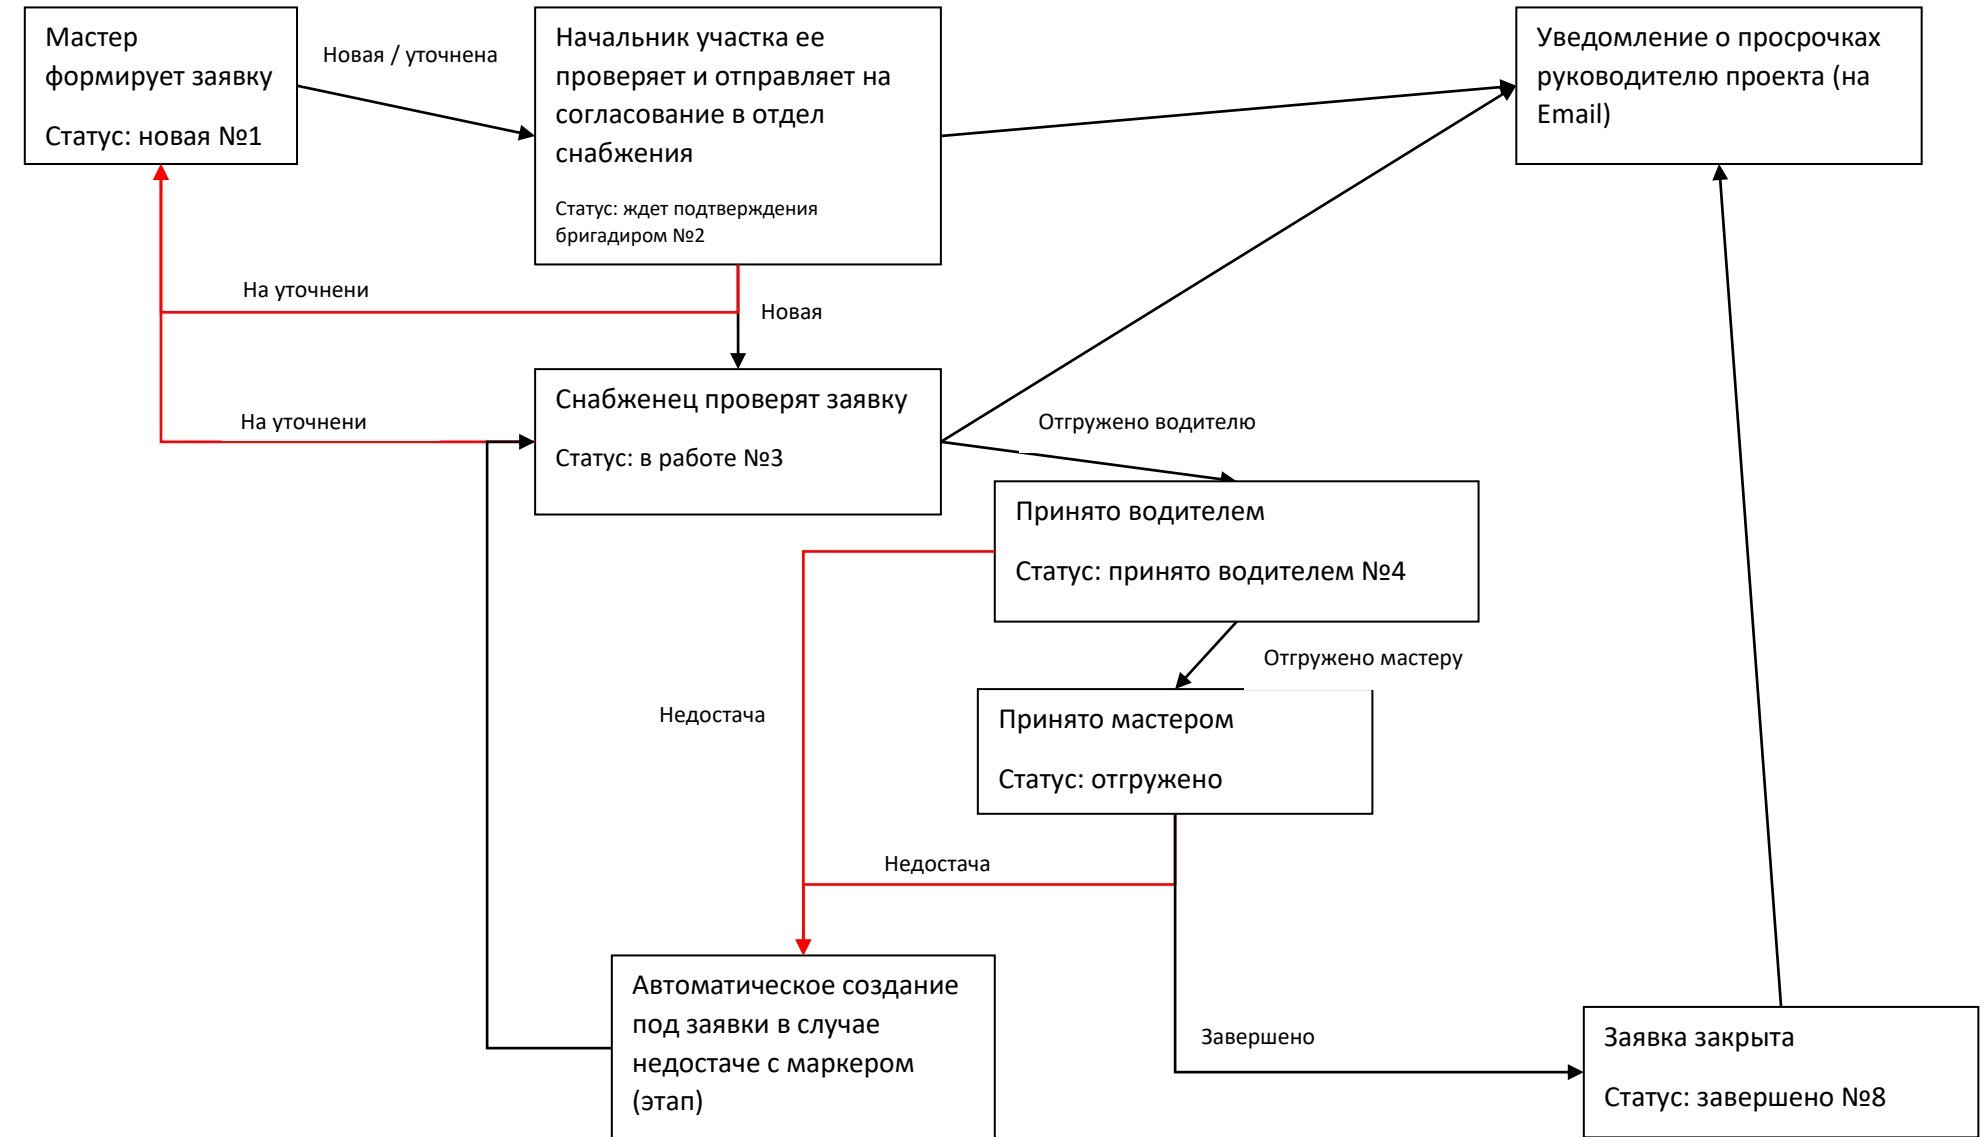 Мастер
формирует заявку
Статус: новая №1
Новая / уточнена
Начальник участка ее
проверяет и отправляет на
согласование в отдел
снабжения
Статус: ждет подтверждения
бригадиром №2
Уведомление о просрочках
руководителю проекта (на
Email)
На уточнени
Новая
На уточнени
Снабженец проверят заявку
Статус: в работе №3
Отгружено водителю
Принято водителем
Статус: принято водителем №4
Отгружено мастеру
Недостача
Принято мастером
Статус: отгружено
Недостача
Автоматическое создание
под заявки в случае
недостаче с маркером
(этап)
Завершено
Заявка закрыта
Статус: завершено №8